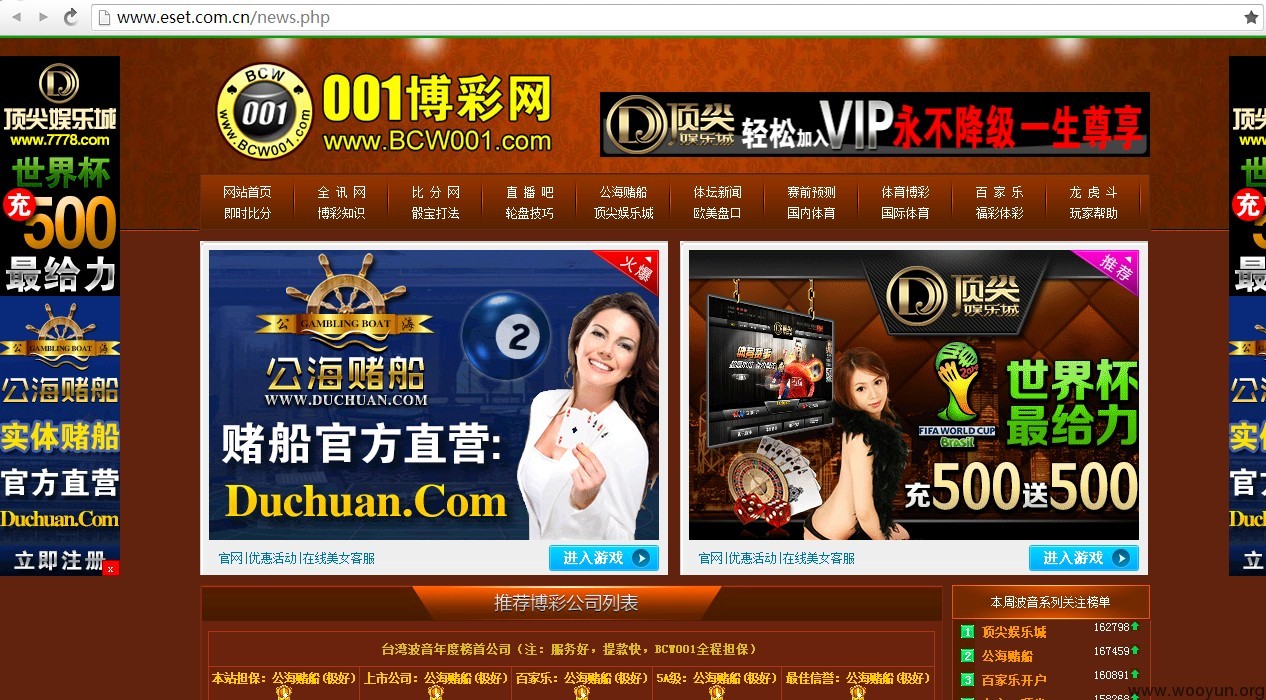 www.eset.com.cn/news.php
顶尖娱乐城
www.7778.com
世界杯
充500
最给力
公 GAMBLING BOAT 海
公海赌船
实体赌船
官方直营
Duchuan.Com
立即注册
x
BCW
001
www.BCW001.com
001博彩网
www.BCW001.com
顶尖娱乐城 轻松加入VIP永不降级 一生尊享
网站首页 全讯网 比分网 直播吧 公海赌船 体坛新闻 赛前预测 体育博彩 百家乐 龙虎斗
即时比分 博彩知识 骰宝打法 轮盘技巧 顶尖娱乐城 欧美盘口 国内体育 国际体育 福彩体彩 玩家帮助
火爆
公 GAMBLING BOAT 海
2
公海赌船
WWW.DUCHUAN.COM
赌船官方直营:
Duchuan.Com
官网|优惠活动|在线美女客服
进入游戏
推荐
顶尖
娱乐城
世界杯
最给力
FIFA WORLD CUP
Brasil
充500送500
官网|优惠活动|在线美女客服
进入游戏
推荐博彩公司列表
台湾波音年度榜首公司（注：服务好，提款快，BCW001全程担保）
本站担保：公海赌船(极好) 上市公司：公海赌船(极好) 百家乐：公海赌船(极好) 5A级：公海赌船(极好) 最佳信誉：公海赌船(极好)
本周波音系列关注榜单
1 顶尖娱乐城 162798
2 公海赌船 167459
3 百家乐开户 160891
158268
www.wooyun.org